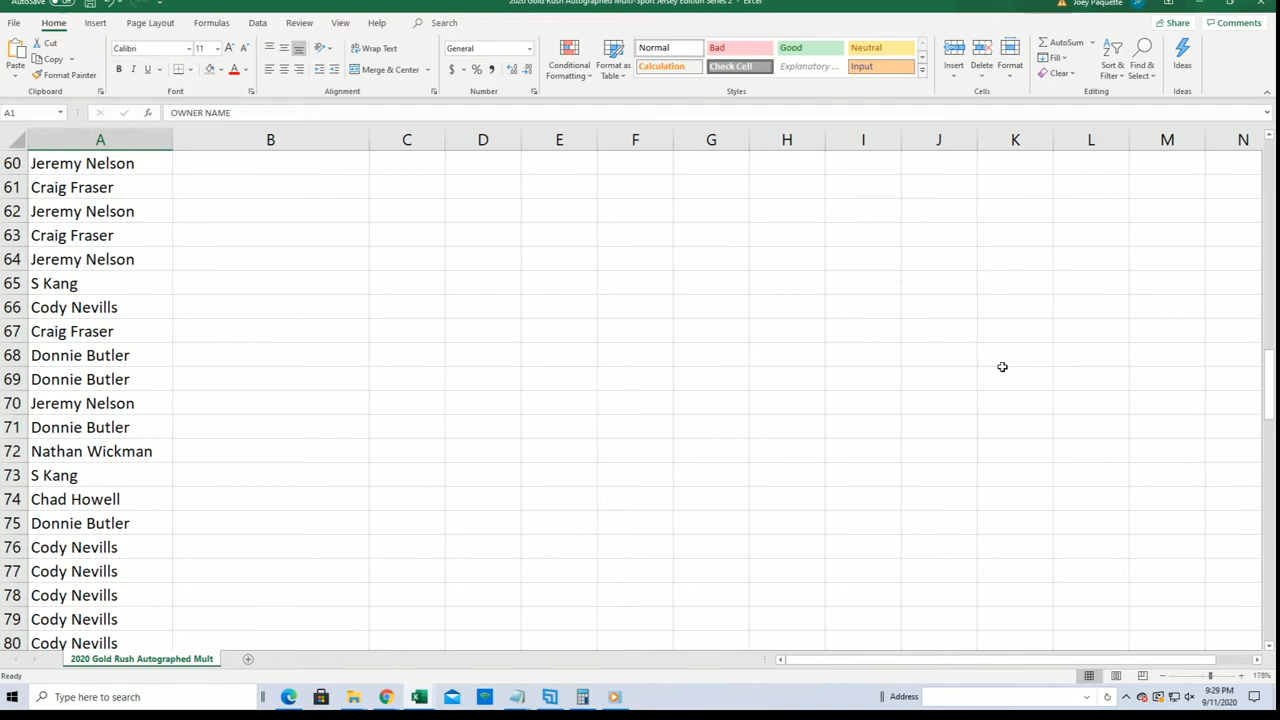 AutoSave Off 2020 Gold Rush Autographed Multi-Sport Jersey Edition Series 2 - Excel Joey Paquette JP
File Home Insert Page Layout Formulas Data Review View Help Search Share Comments
Paste Cut Copy Format Painter
Calibri 11 A A B I U A
Wrap Text Merge & Center
General $ % ,
Conditional Formatting Format as Table
Normal Bad Good Neutral
Calculation Check Cell Explanatory ... Input
Insert Delete Format
AutoSum Fill Clear
Sort & Filter Find & Select
Ideas
Clipboard Font Alignment Number Styles Cells Editing Ideas
A1 fx OWNER NAME
A B C D E F G H I J K L M N
60 Jeremy Nelson
61 Craig Fraser
62 Jeremy Nelson
63 Craig Fraser
64 Jeremy Nelson
65 S Kang
66 Cody Nevills
67 Craig Fraser
68 Donnie Butler
69 Donnie Butler
70 Jeremy Nelson
71 Donnie Butler
72 Nathan Wickman
73 S Kang
74 Chad Howell
75 Donnie Butler
76 Cody Nevills
77 Cody Nevills
78 Cody Nevills
79 Cody Nevills
80 Cody Nevills
2020 Gold Rush Autographed Mult
Ready 178%
Type here to search Address 9:29 PM
9/11/2020